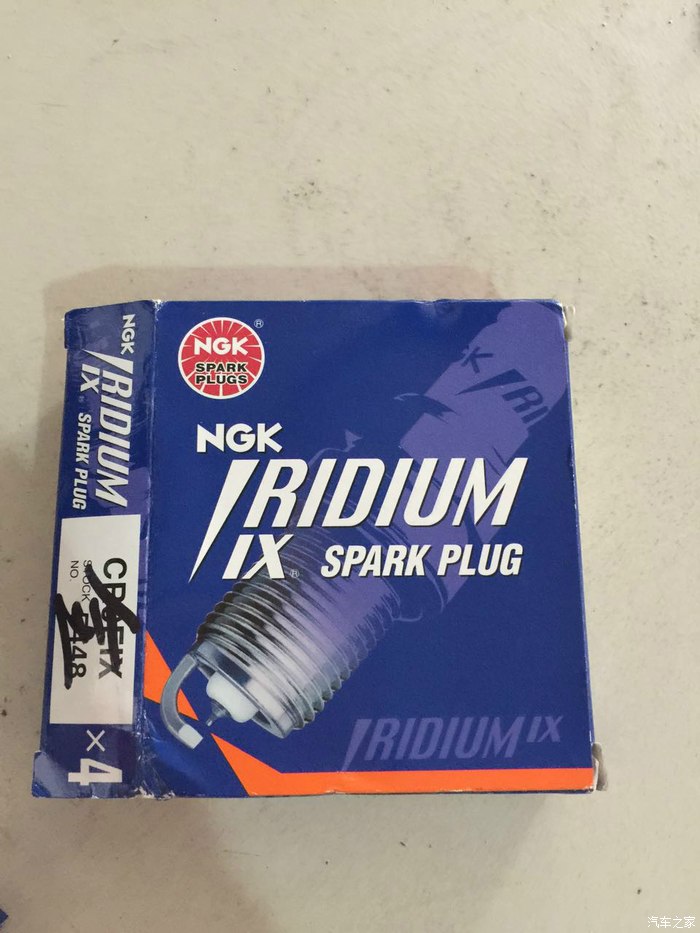 NGK
IRIDIUM
IX®
SPARK PLUG
STOCK
NO.
x 4
NGK
SPARK
PLUGS
®
NGK
IRIDIUM
IX® SPARK PLUG
IRIDIUM IX
汽车之家